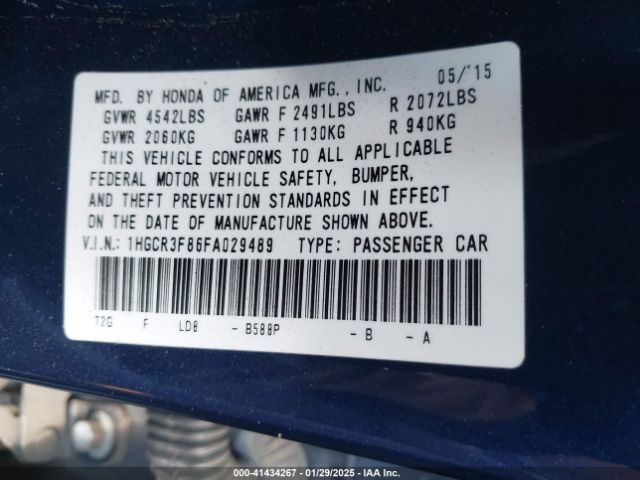 MFD. BY HONDA OF AMERICA MFG., INC. 05/'15
GVWR 4542LBS GAWR F 2491LBS R 2072LBS
GVWR 2060KG GAWR F 1130KG R 940KG
THIS VEHICLE CONFORMS TO ALL APPLICABLE
FEDERAL MOTOR VEHICLE SAFETY, BUMPER,
AND THEFT PREVENTION STANDARDS IN EFFECT
ON THE DATE OF MANUFACTURE SHOWN ABOVE.
V.I.N.: 1HGCR3F86FA029489 TYPE: PASSENGER CAR
T2G F LD8 - B588P - B - A
000-41434267 - 01/29/2025 - IAA Inc.